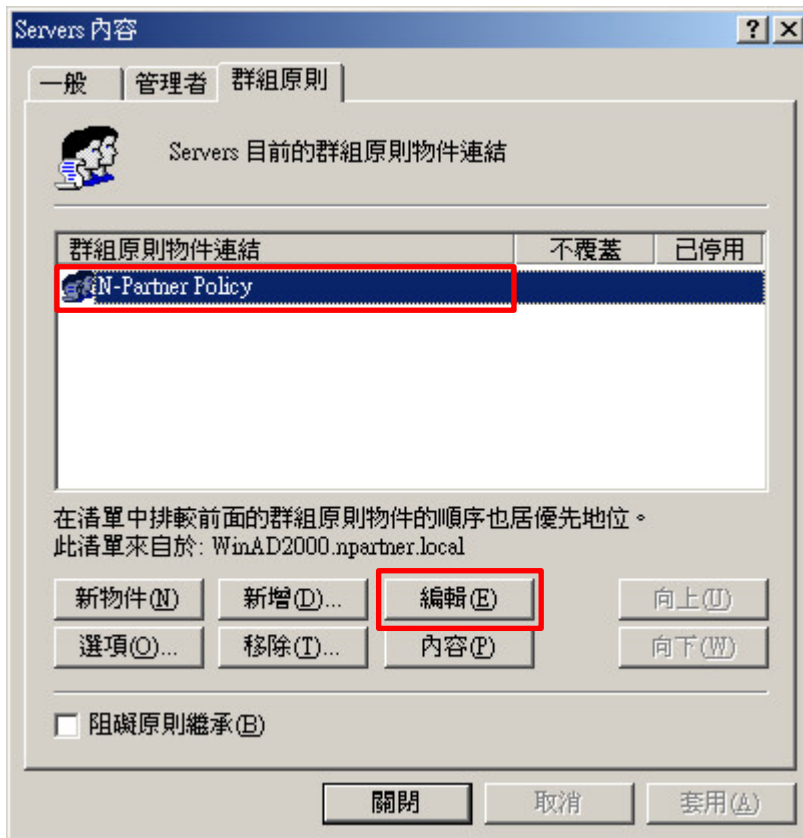 Servers 內容
一般 管理者 群組原則
Servers 目前的群組原則物件連結
群組原則物件連結 不覆蓋 已停用
N-Partner Policy
在清單中排較前面的群組原則物件的順序也居優先地位。
此清單來自於: WinAD2000.npartner.local
新物件(N) 新增(D)... 編輯(E) 向上(U)
選項(O)... 移除(T)... 內容(P) 向下(W)
阻礙原則繼承(B)
關閉 取消 套用(A)